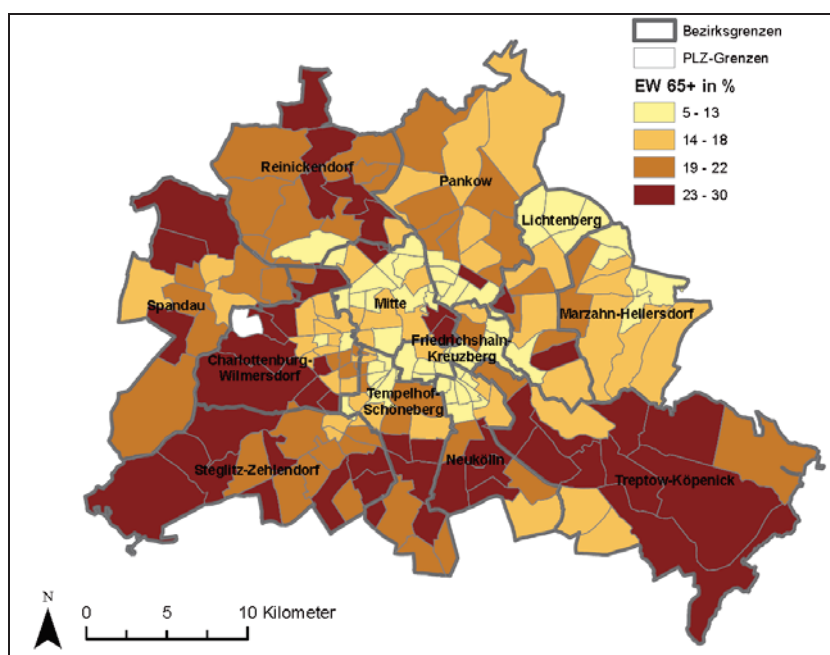 Bezirksgrenzen
PLZ-Grenzen
EW 65+ in %
5 - 13
14 - 18
19 - 22
23 - 30
Reinickendorf
Pankow
Lichtenberg
Spandau
Mitte
Marzahn-Hellersdorf
Friedrichshain-
Kreuzberg
Charlottenburg-
Wilmersdorf
Tempelhof-
Schöneberg
Steglitz-Zehlendorf
Neukölln
Treptow-Köpenick
N
0 5 10 Kilometer